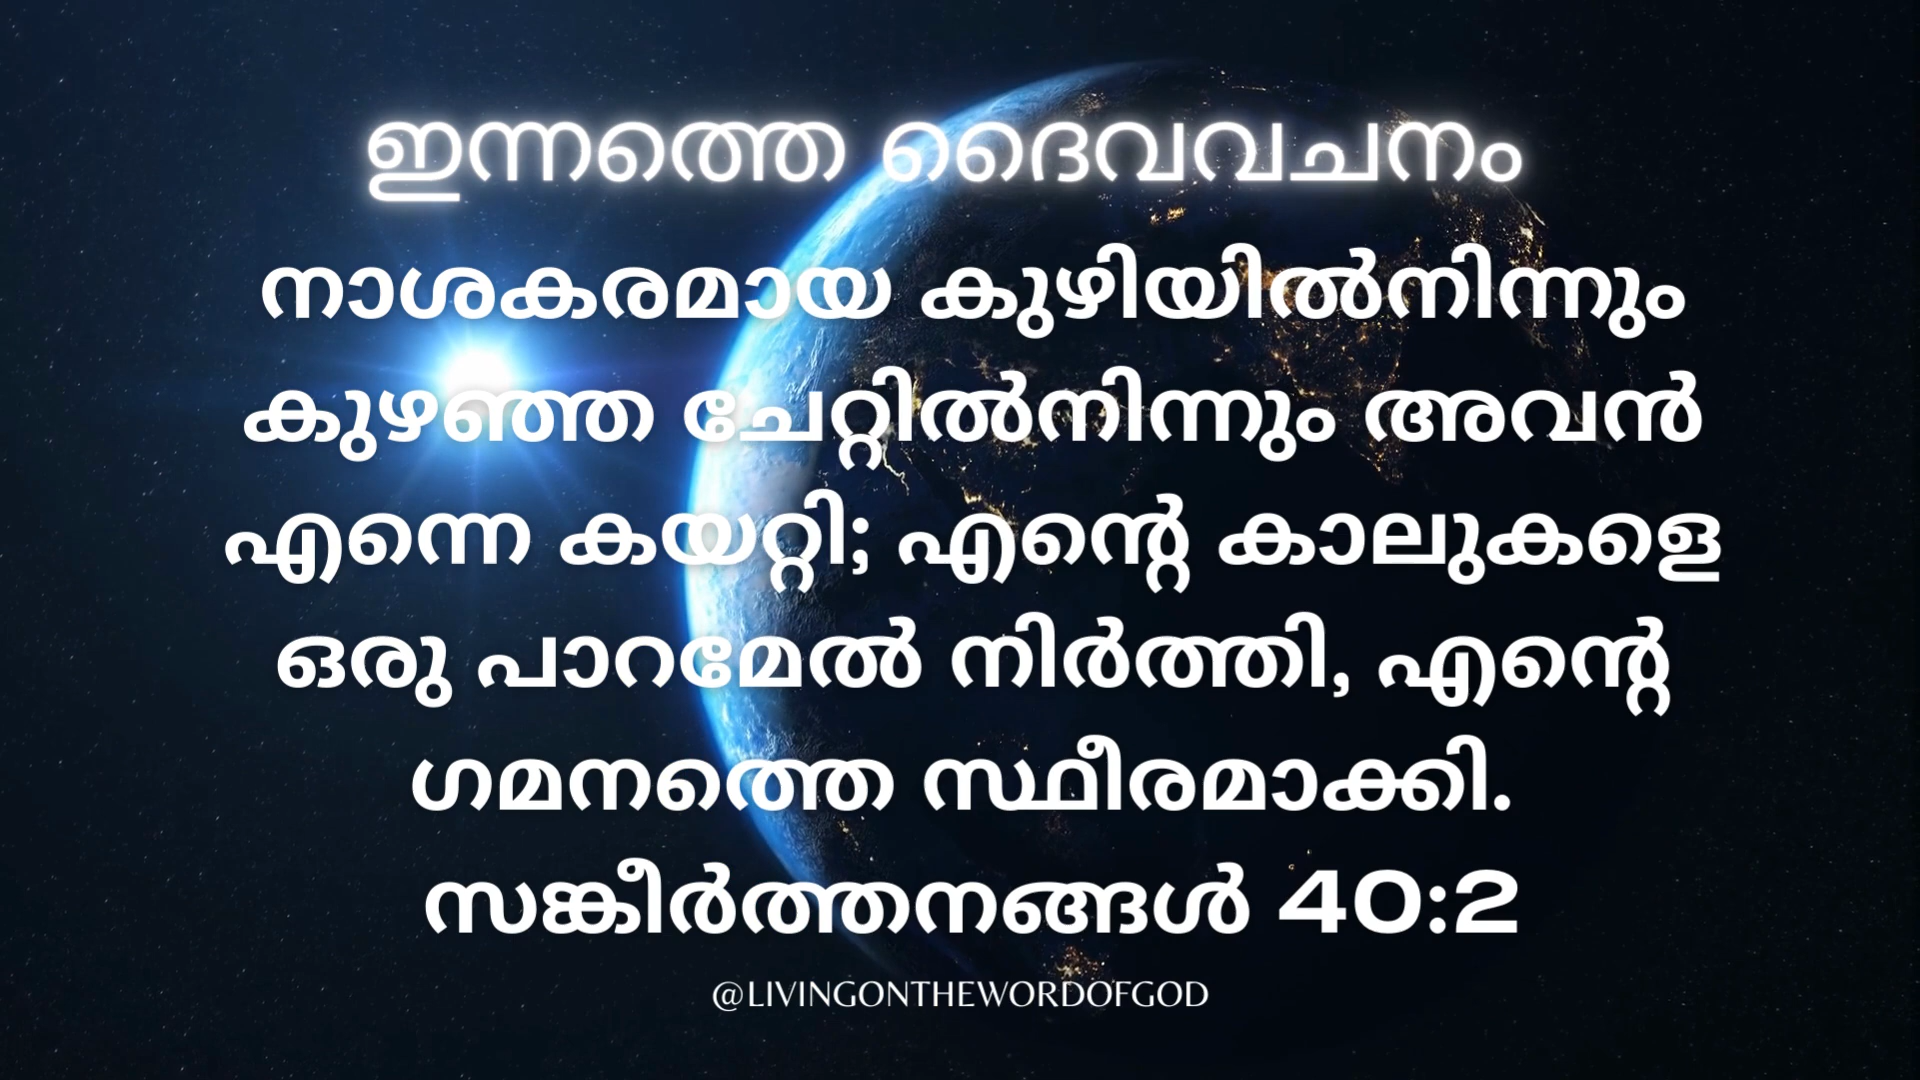 ഇന്നത്തെ ദൈവവചനം
നാശകരമായ കുഴിയിൽനിന്നും
കുഴഞ്ഞ ചേറ്റിൽനിന്നും അവൻ
എന്നെ കയറ്റി; എന്റെ കാലുകളെ
ഒരു പാറമേൽ നിർത്തി, എന്റെ
ഗമനത്തെ സ്ഥിരമാക്കി.
സങ്കീർത്തനങ്ങൾ 40:2
@LIVINGONTHEWORDOFGOD